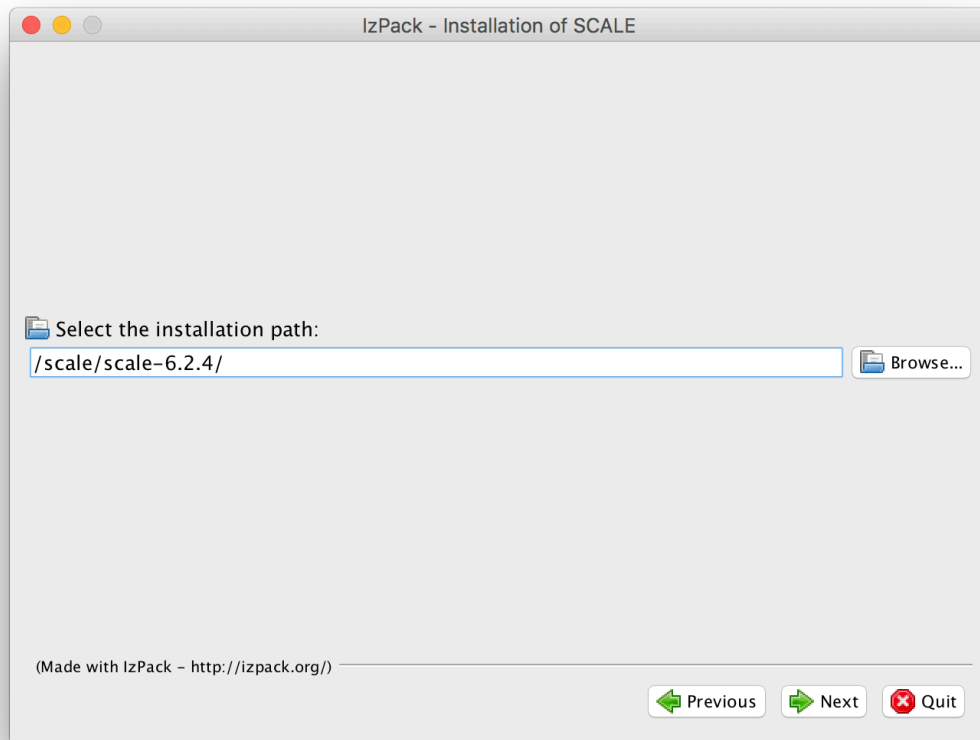 IzPack - Installation of SCALE
Select the installation path:
/scale/scale-6.2.4/
Browse...
(Made with IzPack - http://izpack.org/)
Previous
Next
Quit